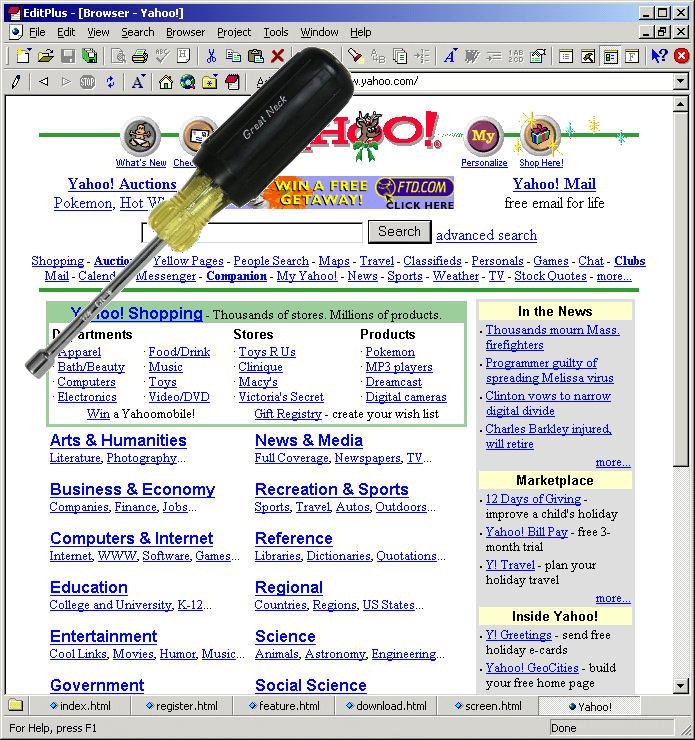 EditPlus - [Browser - Yahoo!]
File Edit View Search Browser Project Tools Window Help
w.yahoo.com/
HOO!
My
What's New
Personalize Shop Here!
Yahoo! Auctions
Pokemon, Hot
WIN A FREE GETAWAY! FTD.COM CLICK HERE
Yahoo! Mail
free email for life
Great Neck
Search advanced search
Shopping - Yellow Pages - People Search - Maps - Travel - Classifieds - Personals - Games - Chat - Clubs
Mail - Messenger - Companion - My Yahoo! - News - Sports - Weather - TV - Stock Quotes - more...
Yahoo! Shopping - Thousands of stores. Millions of products.
Departments Stores Products
Apparel · Food/Drink · Toys R Us · Pokemon
Bath/Beauty · Music · Clinique · MP3 players
Computers · Toys · Macy's · Dreamcast
· Electronics · Video/DVD · Victoria's Secret · Digital cameras
Win a Yahoomobile! Gift Registry - create your wish list
Arts & Humanities
Literature, Photography...
News & Media
Full Coverage, Newspapers, TV...
Business & Economy
Companies, Finance, Jobs...
Recreation & Sports
Sports, Travel, Autos, Outdoors...
Computers & Internet
Internet, WWW, Software, Games...
Reference
Libraries, Dictionaries, Quotations...
Education
College and University, K-12...
Regional
Countries, Regions, US States...
Entertainment
Cool Links, Movies, Humor, Music...
Science
Animals, Astronomy, Engineering...
Government
Social Science
In the News
· Thousands mourn Mass.
firefighters
· Programmer guilty of
spreading Melissa virus
· Clinton vows to narrow
digital divide
· Charles Barkley injured,
will retire
more...
Marketplace
· 12 Days of Giving -
improve a child's holiday
· Yahoo! Bill Pay - free 3-
month trial
· Y! Travel - plan your
holiday travel
more...
Inside Yahoo!
· Y! Greetings - send free
holiday e-cards
· Yahoo! GeoCities - build
your free home page
index.html register.html feature.html download.html screen.html Yahoo!
For Help, press F1 Done